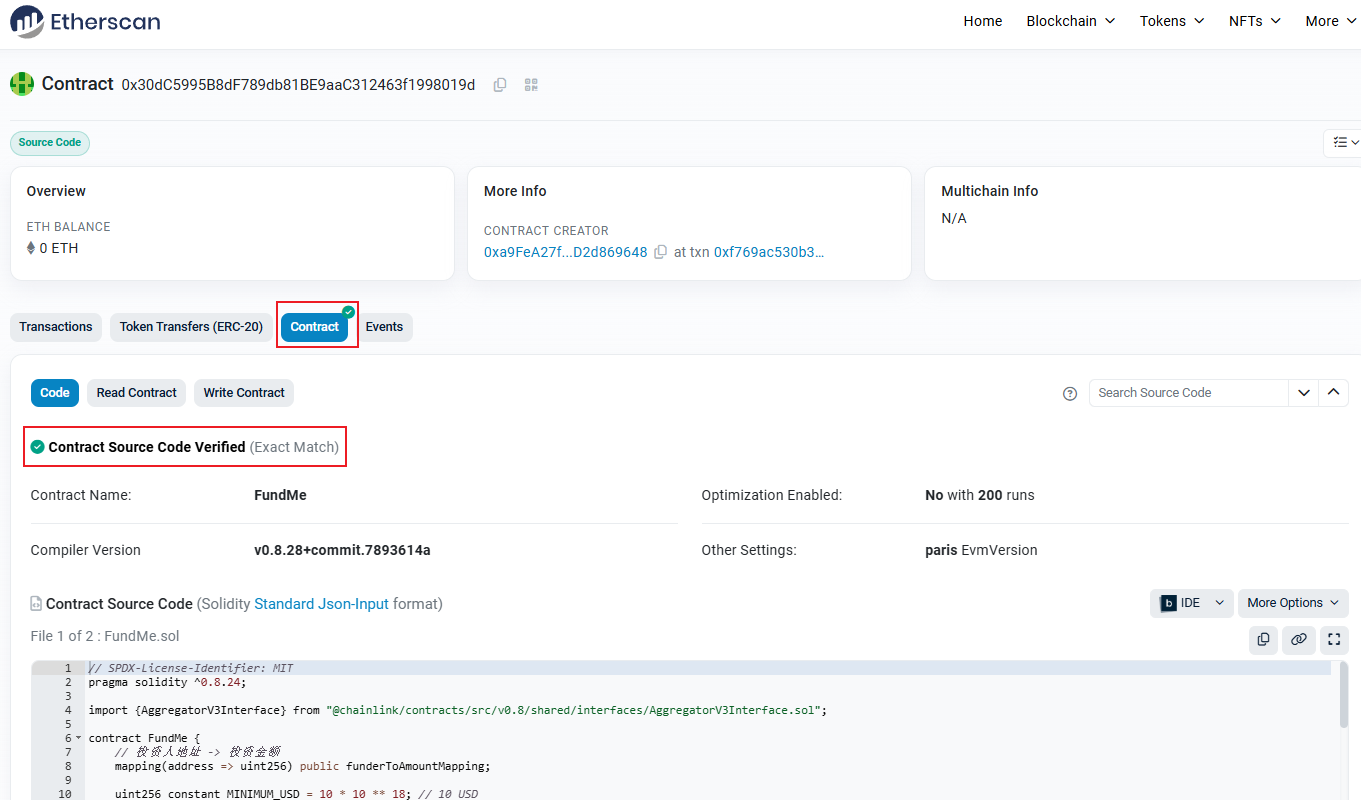 Etherscan
Home Blockchain Tokens NFTs More
Contract 0x30dC5995B8dF789db81BE9aaC312463f1998019d
Source Code
Overview
ETH BALANCE
0 ETH
More Info
CONTRACT CREATOR
0xa9FeA27f...D2d869648 at txn 0xf769ac530b3...
Multichain Info
N/A
Transactions Token Transfers (ERC-20) Contract Events
Code Read Contract Write Contract Search Source Code
Contract Source Code Verified (Exact Match)
Contract Name: FundMe Optimization Enabled: No with 200 runs
Compiler Version v0.8.28+commit.7893614a Other Settings: paris EvmVersion
Contract Source Code (Solidity Standard Json-Input format) b IDE More Options
File 1 of 2 : FundMe.sol
1 // SPDX-License-Identifier: MIT
2 pragma solidity ^0.8.24;
3
4 import {AggregatorV3Interface} from "@chainlink/contracts/src/v0.8/shared/interfaces/AggregatorV3Interface.sol";
5
6 contract FundMe {
7 // 投资人地址 -> 投资金额
8 mapping(address => uint256) public funderToAmountMapping;
9
10 uint256 constant MINIMUM_USD = 10 * 10 ** 18; // 10 USD